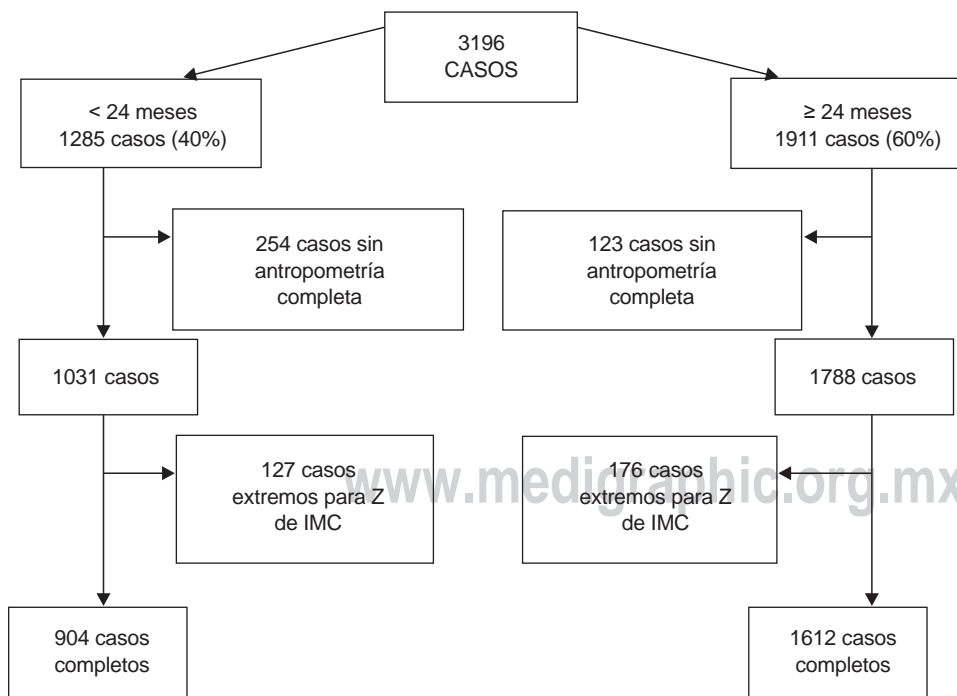 3196
CASOS
< 24 meses
1285 casos (40%)
≥ 24 meses
1911 casos (60%)
254 casos sin
antropometría
completa
123 casos sin
antropometría
completa
1031 casos
1788 casos
127 casos
extremos para Z
de IMC
176 casos
extremos para Z
de IMC
www.medigraphic.org.mx
904 casos
completos
1612 casos
completos